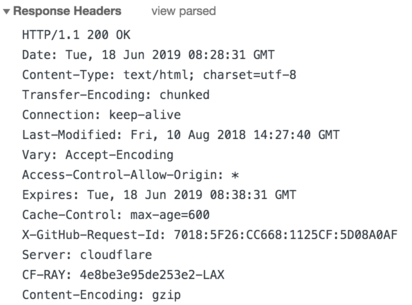 Response Headers view parsed
HTTP/1.1 200 OK
Date: Tue, 18 Jun 2019 08:28:31 GMT
Content-Type: text/html; charset=utf-8
Transfer-Encoding: chunked
Connection: keep-alive
Last-Modified: Fri, 10 Aug 2018 14:27:40 GMT
Vary: Accept-Encoding
Access-Control-Allow-Origin: *
Expires: Tue, 18 Jun 2019 08:38:31 GMT
Cache-Control: max-age=600
X-GitHub-Request-Id: 7018:5F26:CC668:1125CF:5D08A0AF
Server: cloudflare
CF-RAY: 4e8be3e95de253e2-LAX
Content-Encoding: gzip